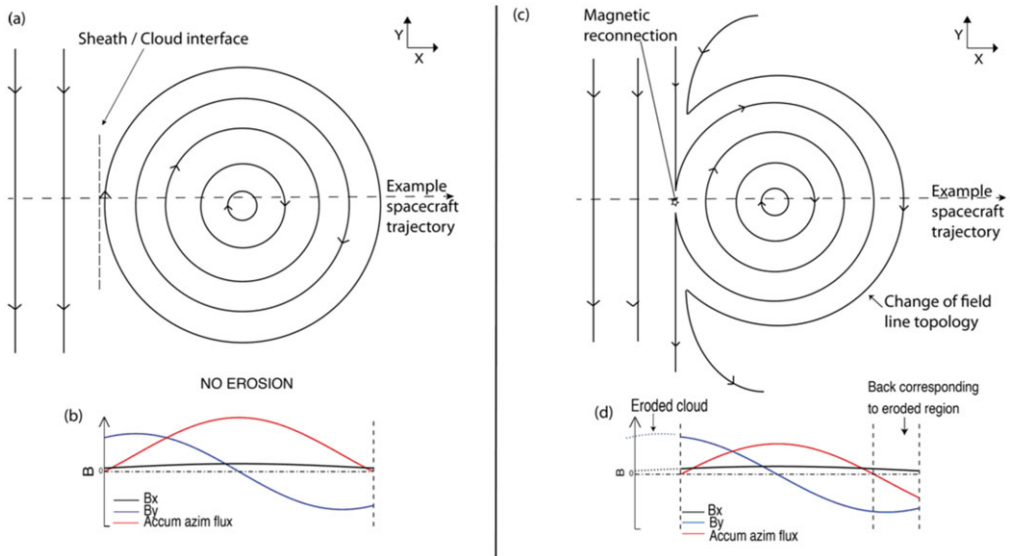 (a)
Sheath / Cloud interface
Y
X
Example
spacecraft
trajectory
NO EROSION
(b)
B
0
Bx
By
Accum azim flux
(c)
Magnetic
reconnection
Y
X
Example
spacecraft
trajectory
Change of field
line topology
Back corresponding
to eroded region
(d)
Eroded cloud
B
0
Bx
By
Accum azim flux